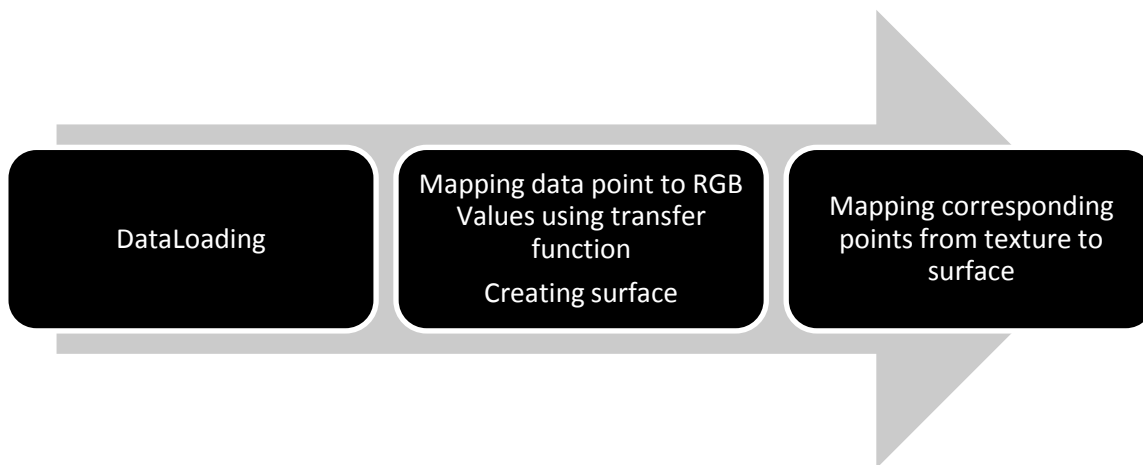 DataLoading
Mapping data point to RGB
Values using transfer
function
Creating surface
Mapping corresponding
points from texture to
surface